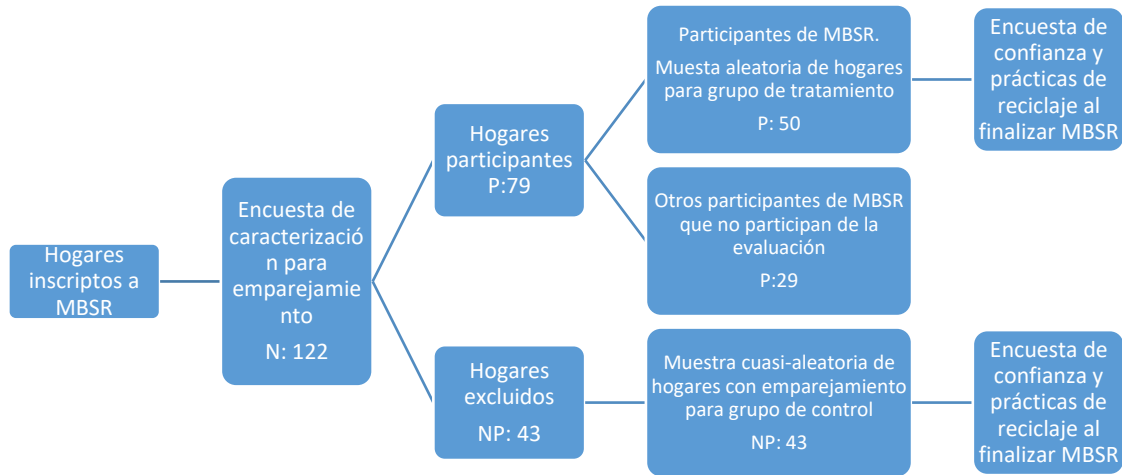 Hogares
inscriptos a
MBSR
Encuesta de
caracterizació
n para
emparejamie
nto
N: 122
Hogares
participantes
P:79
Participantes de MBSR.
Muesta aleatoria de hogares
para grupo de tratamiento
P: 50
Encuesta de
confianza y
prácticas de
reciclaje al
finalizar MBSR
Otros participantes de MBSR
que no participan de la
evaluación
P:29
Hogares
excluidos
NP: 43
Muestra cuasi-aleatoria de
hogares con emparejamiento
para grupo de control
NP: 43
Encuesta de
confianza y
prácticas de
reciclaje al
finalizar MBSR